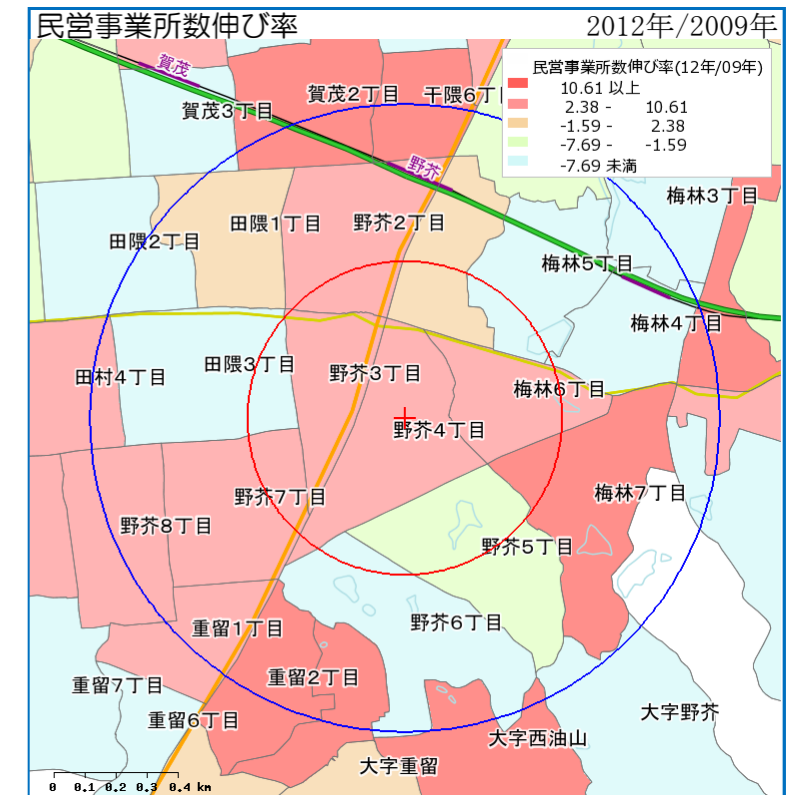 民営事業所数伸び率
2012年/2009年
民営事業所数伸び率(12年/09年)
10.61 以上
2.38 - 10.61
-1.59 - 2.38
-7.69 - -1.59
-7.69 未満
賀茂
賀茂2丁目
賀茂3丁目
野芥
梅林3丁目
田隈1丁目
野芥2丁目
田隈2丁目
梅林5丁目
梅林4丁目
田隈3丁目
野芥3丁目
田村4丁目
梅林6丁目
野芥4丁目
野芥7丁目
梅林7丁目
野芥8丁目
野芥5丁目
野芥6丁目
重留1丁目
重留2丁目
重留7丁目
重留6丁目
大字野芥
大字西油山
大字重留
0 0.1 0.2 0.3 0.4 km